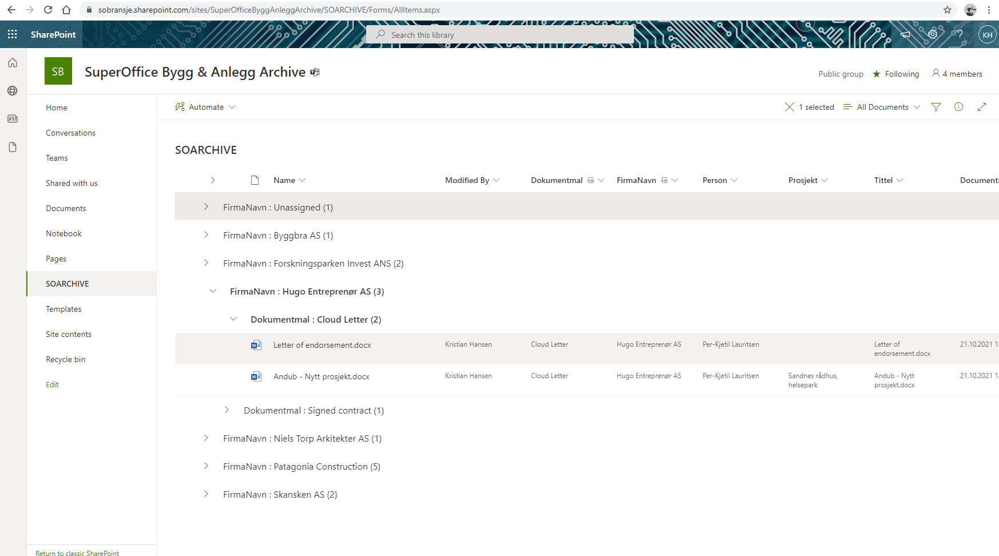 sobransje.sharepoint.com/sites/SuperOfficeByggAnleggArchive/SOARCHIVE/Forms/AllItems.aspx
SharePoint
Search this library
?
KH
SB
SuperOffice Bygg & Anlegg Archive
Public group
Following
4 members
Home
Conversations
Teams
Shared with us
Documents
Notebook
Pages
SOARCHIVE
Templates
Site contents
Recycle bin
Edit
Return to classic SharePoint
Automate
1 selected
All Documents
SOARCHIVE
Name Modified By Dokumentmal FirmaNavn Person Prosjekt Tittel
FirmaNavn : Unassigned (1)
FirmaNavn : Byggbra AS (1)
FirmaNavn : Forskningsparken Invest ANS (2)
FirmaNavn : Hugo Entreprenør AS (3)
Dokumentmal : Cloud Letter (2)
Letter of endorsement.docx Kristian Hansen Cloud Letter Hugo Entreprenør AS Per-Kjetil Lauritsen Letter of 21.10.2021
endorsement.docx
Andub - Nytt prosjekt.docx Kristian Hansen Cloud Letter Hugo Entreprenør AS Per-Kjetil Lauritsen Sandnes rådhus, Andub - Nytt 21.10.2021
helsepark prosjekt.docx
Dokumentmal : Signed contract (1)
FirmaNavn : Niels Torp Arkitekter AS (1)
FirmaNavn : Patagonia Construction (5)
FirmaNavn : Skansken AS (2)